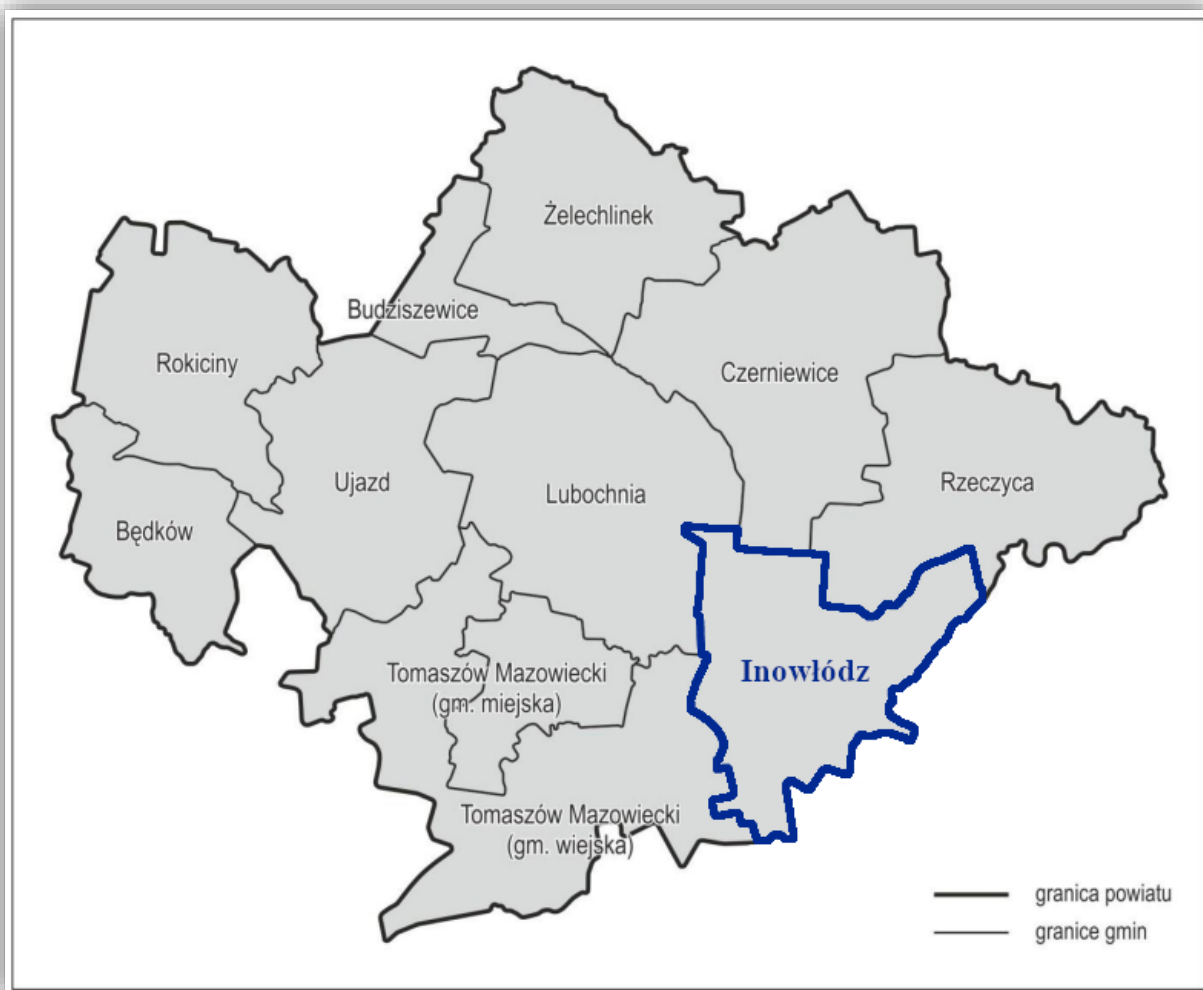 Żelechlinek
Budziszewice
Rokiciny
Czerniewice
Ujazd
Lubochnia
Rzeczyca
Będków
Inowłódz
Tomaszów Mazowiecki
(gm. miejska)
Tomaszów Mazowiecki
(gm. wiejska)
granica powiatu
granice gmin